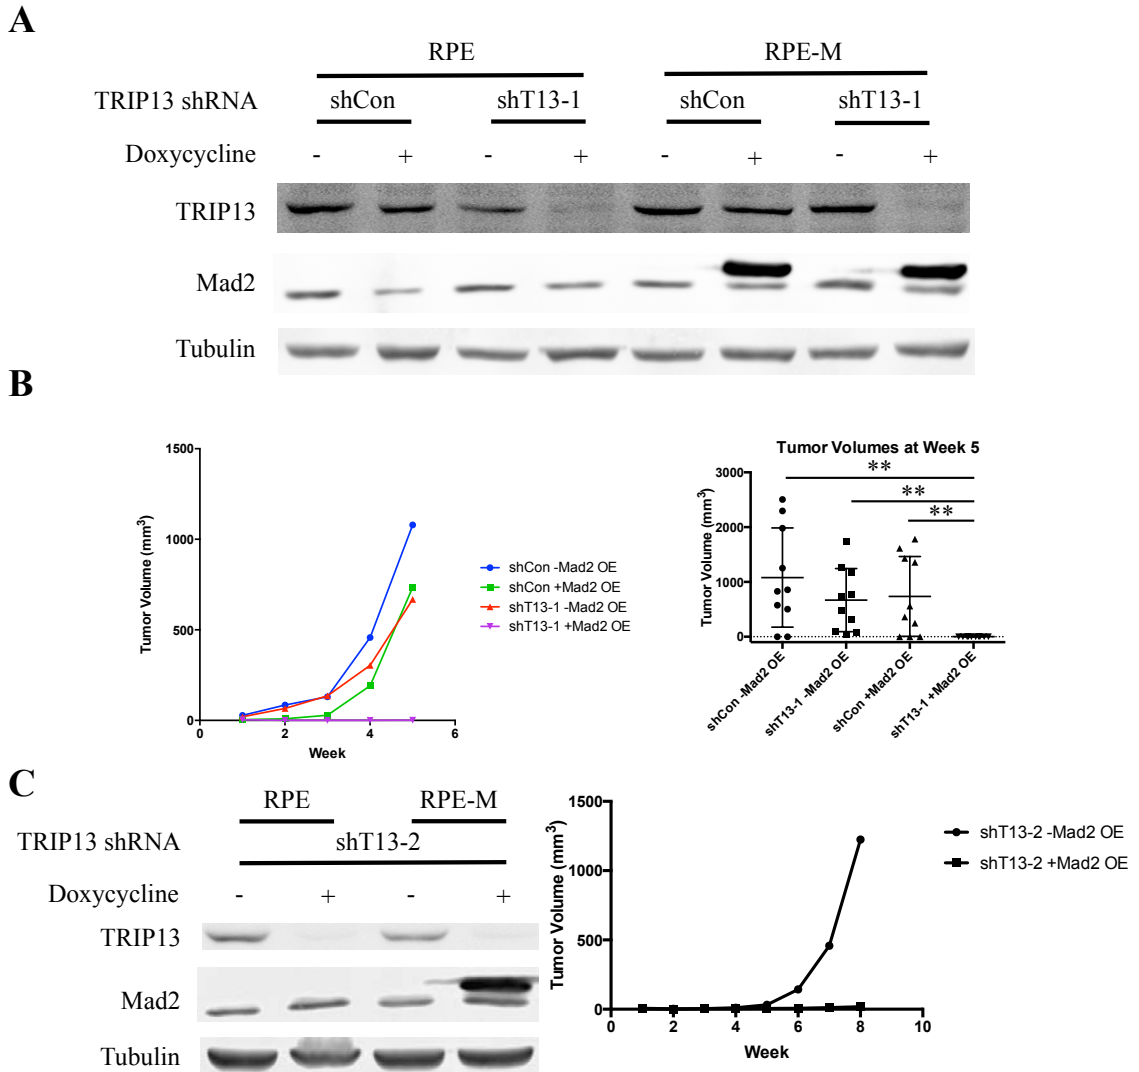 A
RPE RPE-M
TRIP13 shRNA shCon shT13-1 shCon shT13-1
Doxycycline - + - + - + - +
TRIP13
Mad2
Tubulin
B
1500
1000
500
0
0 2 4 6
Tumor Volume (mm³)
Week
shCon -Mad2 OE
shCon +Mad2 OE
shT13-1 -Mad2 OE
shT13-1 +Mad2 OE
Tumor Volumes at Week 5
3000
2000
1000
0
Tumor Volume (mm³)
**
**
**
shCon -Mad2 OE
shT13-1 -Mad2 OE
shCon +Mad2 OE
shT13-1 +Mad2 OE
C
RPE RPE-M
TRIP13 shRNA shT13-2
Doxycycline - + - +
TRIP13
Mad2
Tubulin
1500
1000
500
0
0 2 4 6 8 10
Tumor Volume (mm³)
Week
shT13-2 -Mad2 OE
shT13-2 +Mad2 OE